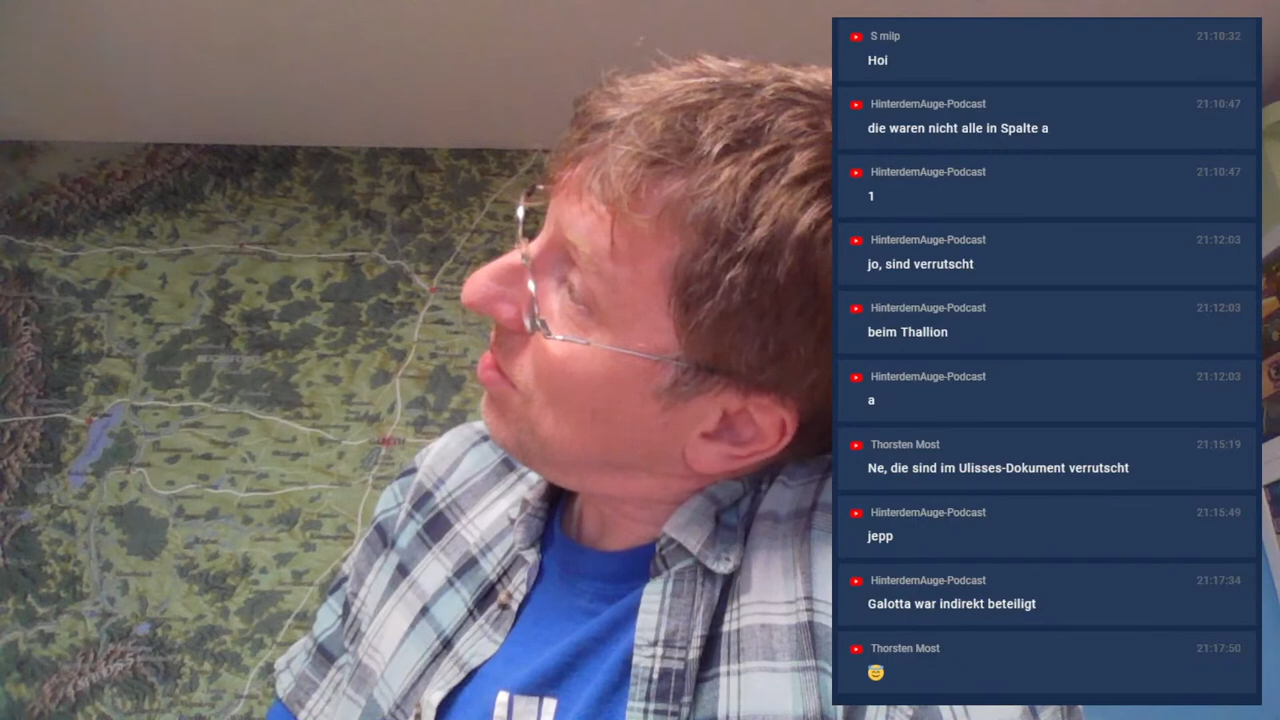 S milp 21:10:32
Hoi
HinterdemAuge-Podcast 21:10:47
die waren nicht alle in Spalte a
HinterdemAuge-Podcast 21:10:47
1
HinterdemAuge-Podcast 21:12:03
jo, sind verrutscht
HinterdemAuge-Podcast 21:12:03
beim Thallion
HinterdemAuge-Podcast 21:12:03
a
Thorsten Most 21:15:19
Ne, die sind im Ulisses-Dokument verrutscht
HinterdemAuge-Podcast 21:15:49
jepp
HinterdemAuge-Podcast 21:17:34
Galotta war indirekt beteiligt
Thorsten Most 21:17:50
😇